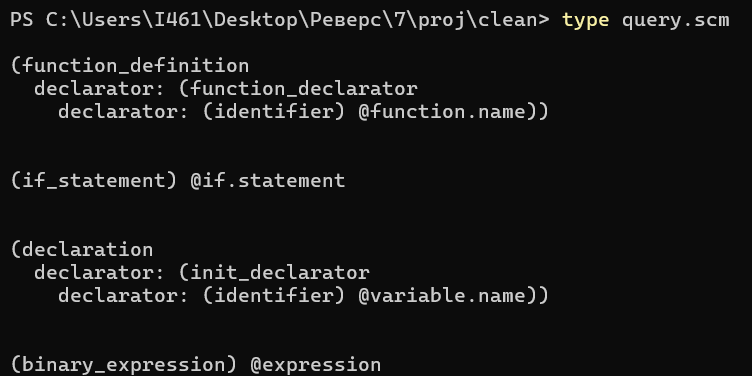 PS C:\Users\I461\Desktop\Реверс\7\proj\clean> type query.scm
(function_definition
  declarator: (function_declarator
    declarator: (identifier) @function.name))
(if_statement) @if.statement
(declaration
  declarator: (init_declarator
    declarator: (identifier) @variable.name))
(binary_expression) @expression